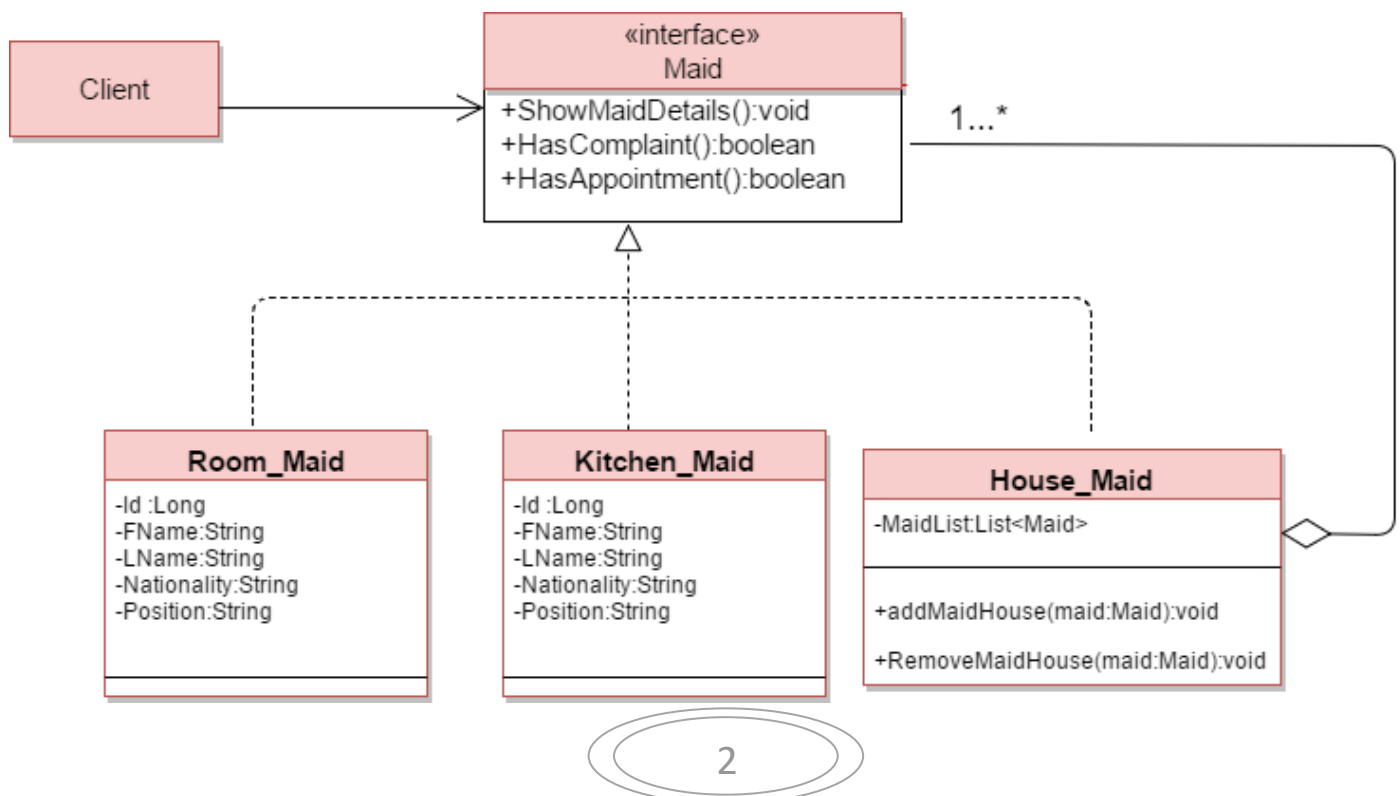 Client
«interface»
Maid
+ShowMaidDetails():void
+HasComplaint():boolean
+HasAppointment():boolean
1...*
Room_Maid
-Id :Long
-FName:String
-LName:String
-Nationality:String
-Position:String
Kitchen_Maid
-Id :Long
-FName:String
-LName:String
-Nationality:String
-Position:String
House_Maid
-MaidList:List<Maid>
+addMaidHouse(maid:Maid):void
+RemoveMaidHouse(maid:Maid):void
2